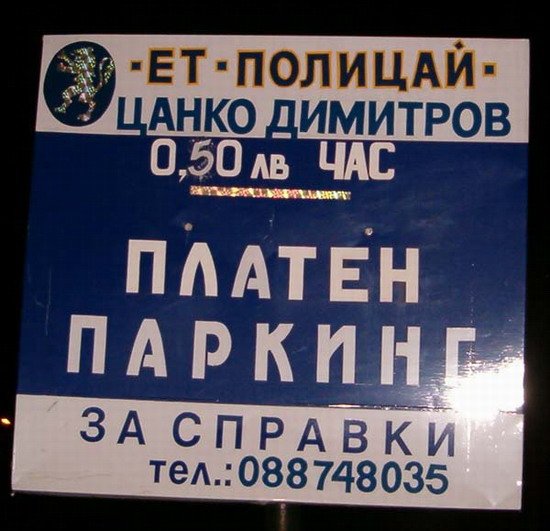 ·ЕТ·ПОЛИЦАЙ·
ЦАНКО ДИМИТРОВ
0,50 лв ЧАС
ПЛАТЕН
ПАРКИНГ
ЗА СПРАВКИ
тел.:088748035